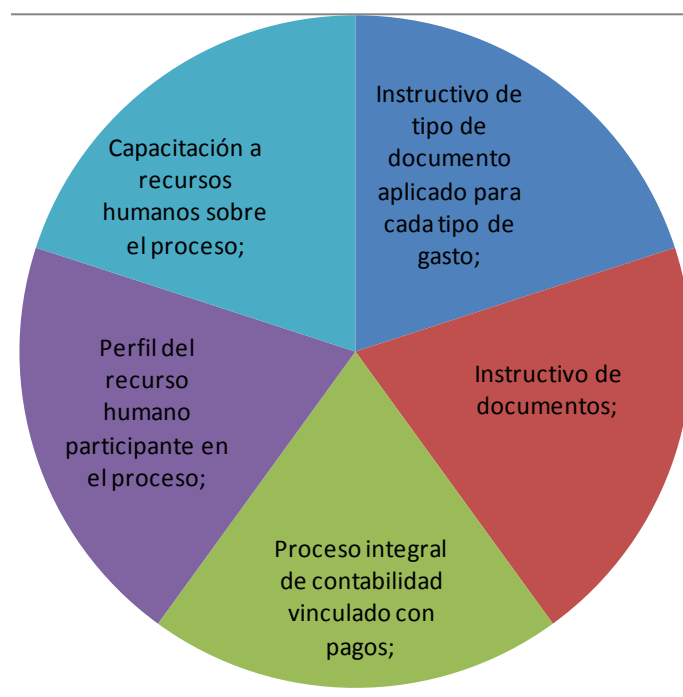 Instructivo de
tipo de
documento
aplicado para
cada tipo de
gasto;
Instructivo de
documentos;
Proceso integral
de contabilidad
vinculado con
pagos;
Perfil del
recurso
humano
participante en
el proceso;
Capacitación a
recursos
humanos sobre
el proceso;